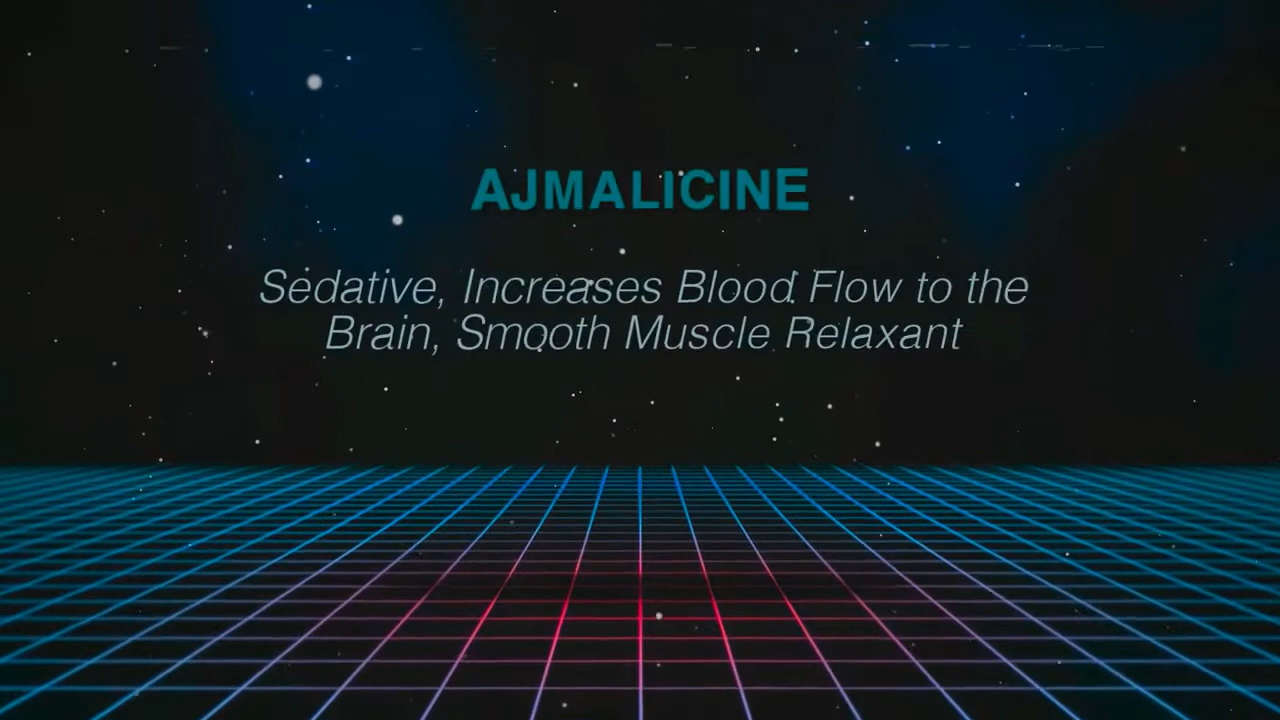 AJMALICINE
Sedative, Increases Blood Flow to the
Brain, Smooth Muscle Relaxant